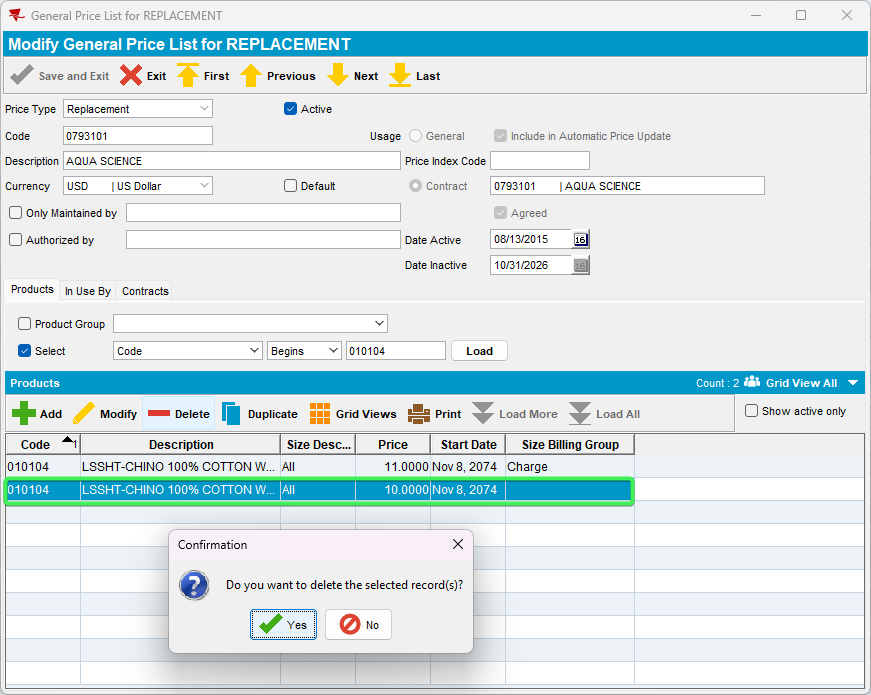 General Price List for REPLACEMENT
Modify General Price List for REPLACEMENT
Save and Exit Exit First Previous Next Last
Price Type Replacement Active
Code 0793101 Usage General Include in Automatic Price Update
Description AQUA SCIENCE Price Index Code
Currency USD | US Dollar Default Contract 0793101 | AQUA SCIENCE
Only Maintained by Agreed
Authorized by Date Active 08/13/2015 16
Date Inactive 10/31/2026 16
Products In Use By Contracts
Product Group
Select Code Begins 010104 Load
Products Count : 2 Grid View All
Add Modify Delete Duplicate Grid Views Print Load More Load All Show active only
Code 1 Description Size Desc... Price Start Date Size Billing Group
010104 LSSHT-CHINO 100% COTTON W... All 11.0000 Nov 8, 2074 Charge
010104 LSSHT-CHINO 100% COTTON W... All 10.0000 Nov 8, 2074
Confirmation
? Do you want to delete the selected record(s)?
Yes No